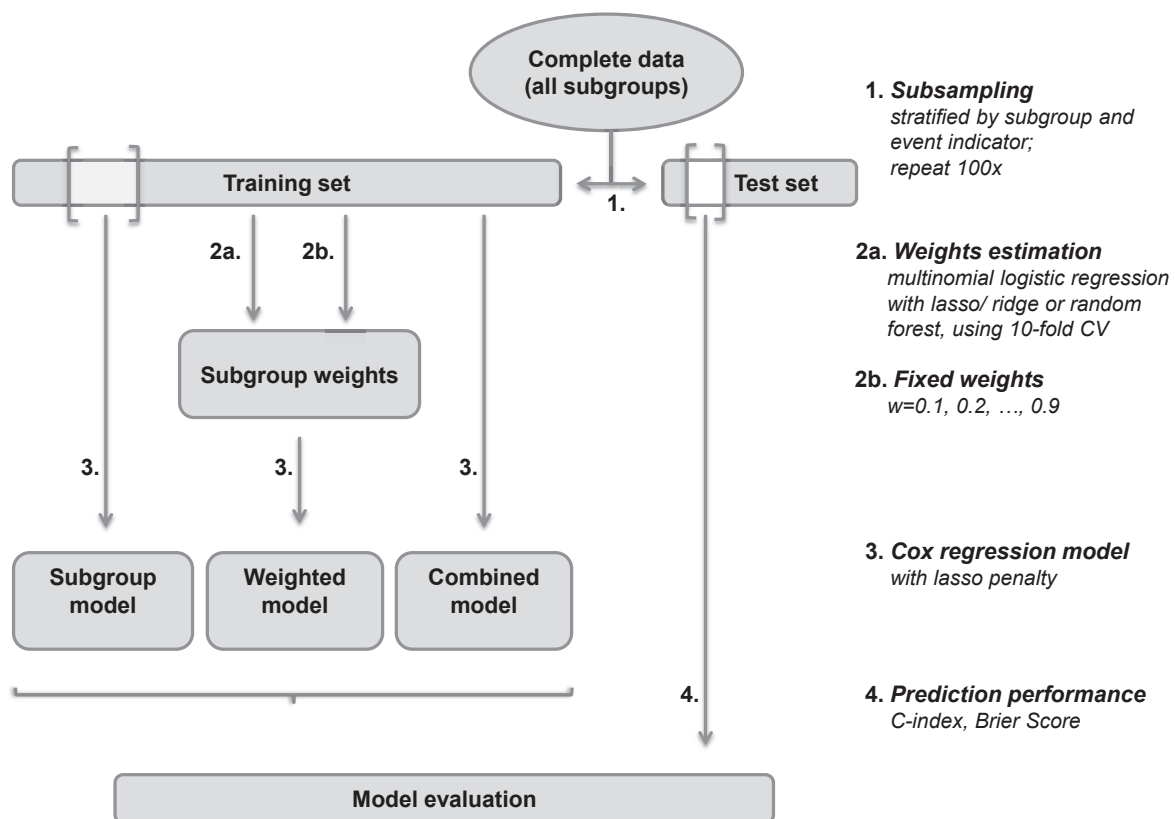 Complete data
(all subgroups)
Training set
Test set
1.
2a.
2b.
Subgroup weights
3.
3.
3.
Subgroup
model
Weighted
model
Combined
model
4.
Model evaluation
1. Subsampling
stratified by subgroup and
event indicator;
repeat 100x
2a. Weights estimation
multinomial logistic regression
with lasso/ ridge or random
forest, using 10-fold CV
2b. Fixed weights
w=0.1, 0.2, …, 0.9
3. Cox regression model
with lasso penalty
4. Prediction performance
C-index, Brier Score